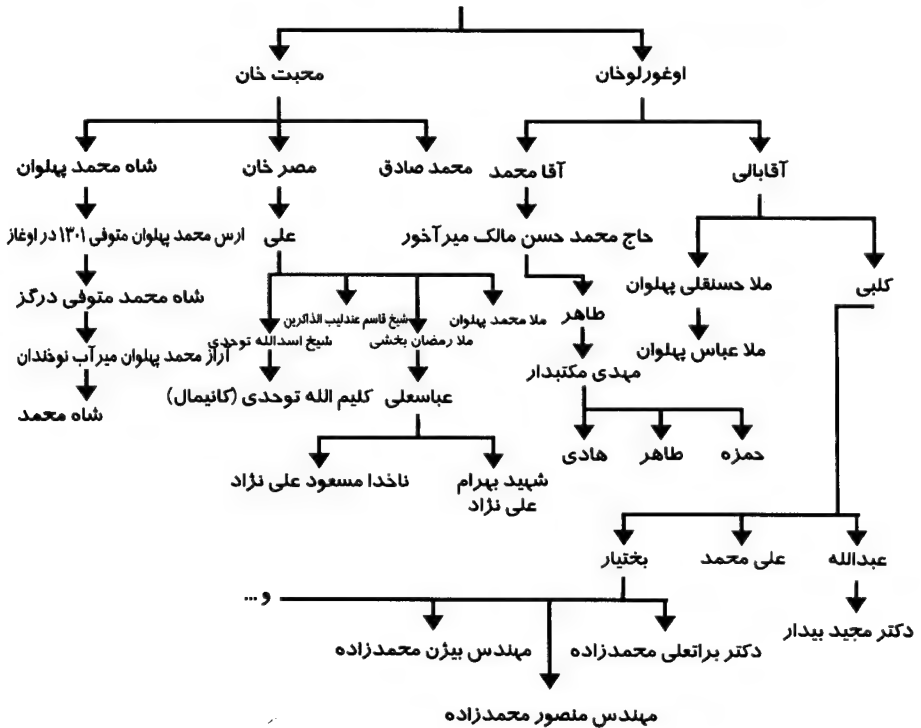 اوغورلوخان
محبت خان
آقابالی
آقا محمد
محمد صادق
مصر خان
شاه محمد پهلوان
حاج محمد حسن مالک میرآخور
علی
ارس محمد پهلوان متوفی ۱۳۰۱ در اوغاز
کلبی
ملا حسنقلی پهلوان
شاه محمد متوفی درگز
طاهر
ملا محمد پهلوان
شیخ قاسم عندلیب الذاکرین
ملا رمضان بخشی
شیخ اسدالله توحدی
ملا عباس پهلوان
آراز محمد پهلوان میرآب نوخندان
مهدی مکتبدار
عباسعلی
کلیم الله توحدی (کانیمال)
شاه محمد
حمزه
طاهر
هادی
شهید بهرام
علی نژاد
ناخدا مسعود علی نژاد
عبدالله
علی محمد
بختیار
و ...
دکتر مجید بیدار
دکتر براتعلی محمدزاده
مهندس بیژن محمدزاده
مهندس منصور محمدزاده